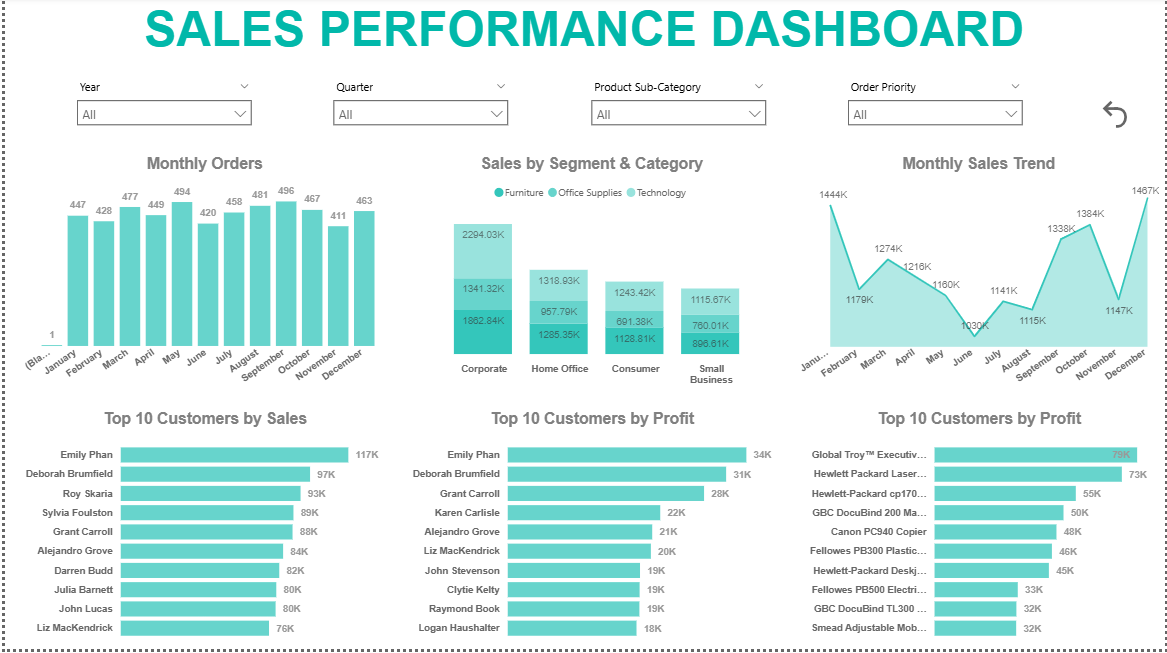 SALES PERFORMANCE DASHBOARD
Year
Quarter
Product Sub-Category
Order Priority
All
All
All
All
Monthly Orders
447
428
477
449
494
420
458
481
496
467
411
463
1
(Bla...
January
February
March
April
May
June
July
August
September
October
November
December
Sales by Segment & Category
Furniture
Office Supplies
Technology
2294.03K
1341.32K
1862.84K
1318.93K
957.79K
1285.35K
1243.42K
691.38K
1128.81K
1115.67K
760.01K
896.61K
Corporate
Home Office
Consumer
Small
Business
Monthly Sales Trend
1444K
1179K
1274K
1216K
1160K
1030K
1141K
1115K
1338K
1384K
1147K
1467K
Janu...
February
March
April
May
June
July
August
September
October
November
December
Top 10 Customers by Sales
Emily Phan 117K
Deborah Brumfield 97K
Roy Skaria 93K
Sylvia Foulston 89K
Grant Carroll 88K
Alejandro Grove 84K
Darren Budd 82K
Julia Barnett 80K
John Lucas 80K
Liz MacKendrick 76K
Top 10 Customers by Profit
Emily Phan 34K
Deborah Brumfield 31K
Grant Carroll 28K
Karen Carlisle 22K
Alejandro Grove 21K
Liz MacKendrick 20K
John Stevenson 19K
Clytie Kelty 19K
Raymond Book 19K
Logan Haushalter 18K
Top 10 Customers by Profit
Global Troy™ Executiv... 79K
Hewlett Packard Laser... 73K
Hewlett-Packard cp170... 55K
GBC DocuBind 200 Ma... 50K
Canon PC940 Copier 48K
Fellowes PB300 Plastic... 46K
Hewlett-Packard Deskj... 45K
Fellowes PB500 Electri... 33K
GBC DocuBind TL300 ... 32K
Smead Adjustable Mob... 32K